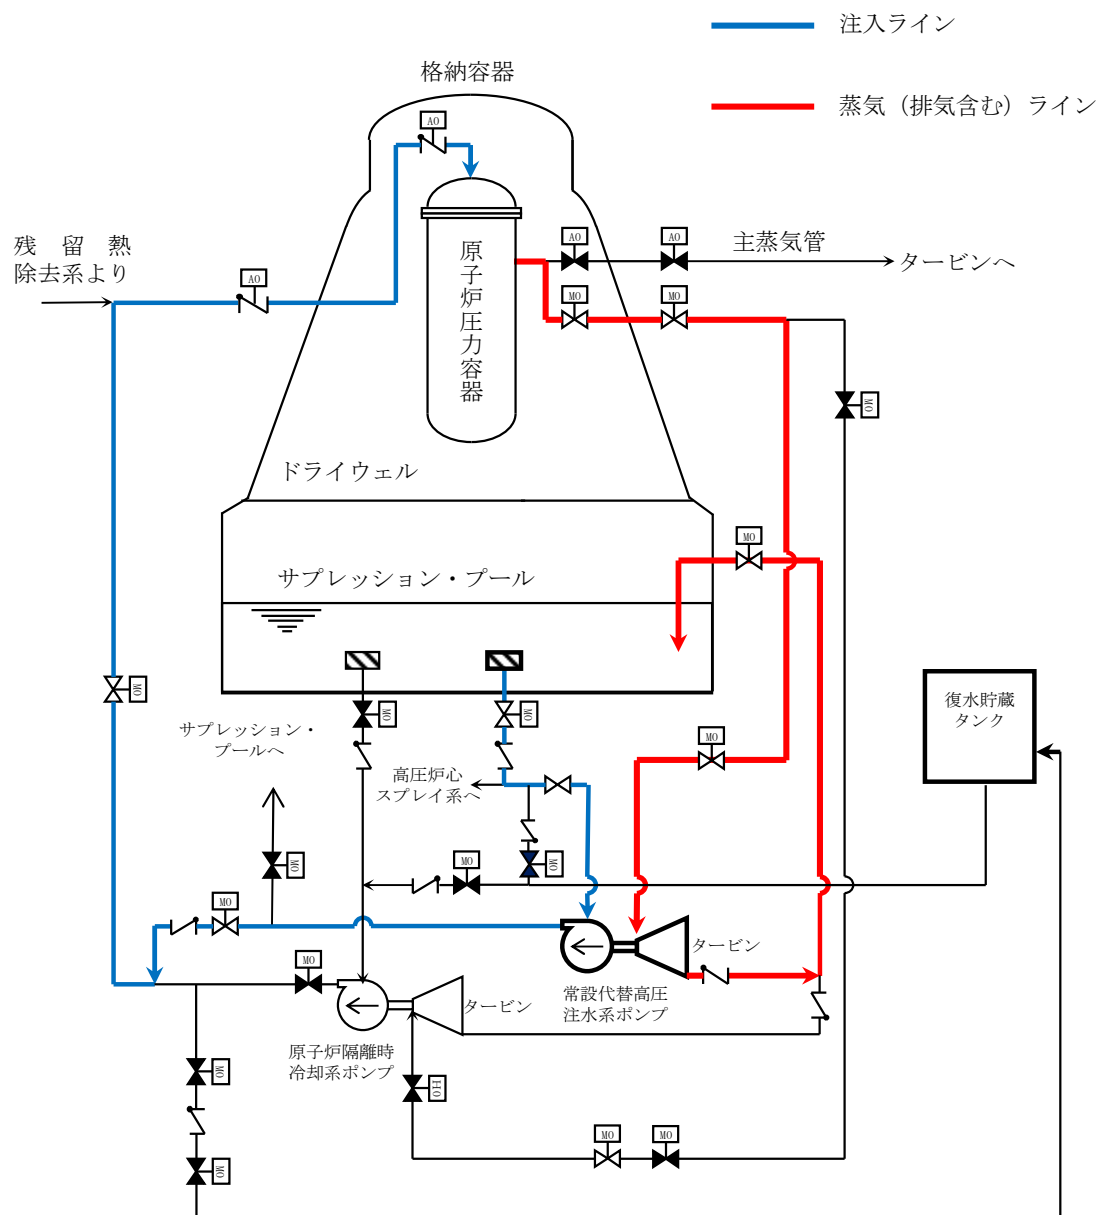 注入ライン
格納容器
蒸気（排気含む）ライン
AO
残　留　熱
除去系より
AO
AO
AO
主蒸気管
タービンへ
原子炉圧力容器
MO
MO
MO
ドライウェル
MO
サプレッション・プール
MO
MO
MO
復水貯蔵
タンク
サプレッション・
プールへ
MO
高圧炉心
スプレイ系へ
MO
MO
MO
MO
タービン
MO
常設代替高圧
注水系ポンプ
タービン
原子炉隔離時
冷却系ポンプ
MO
HO
MO
MO
MO